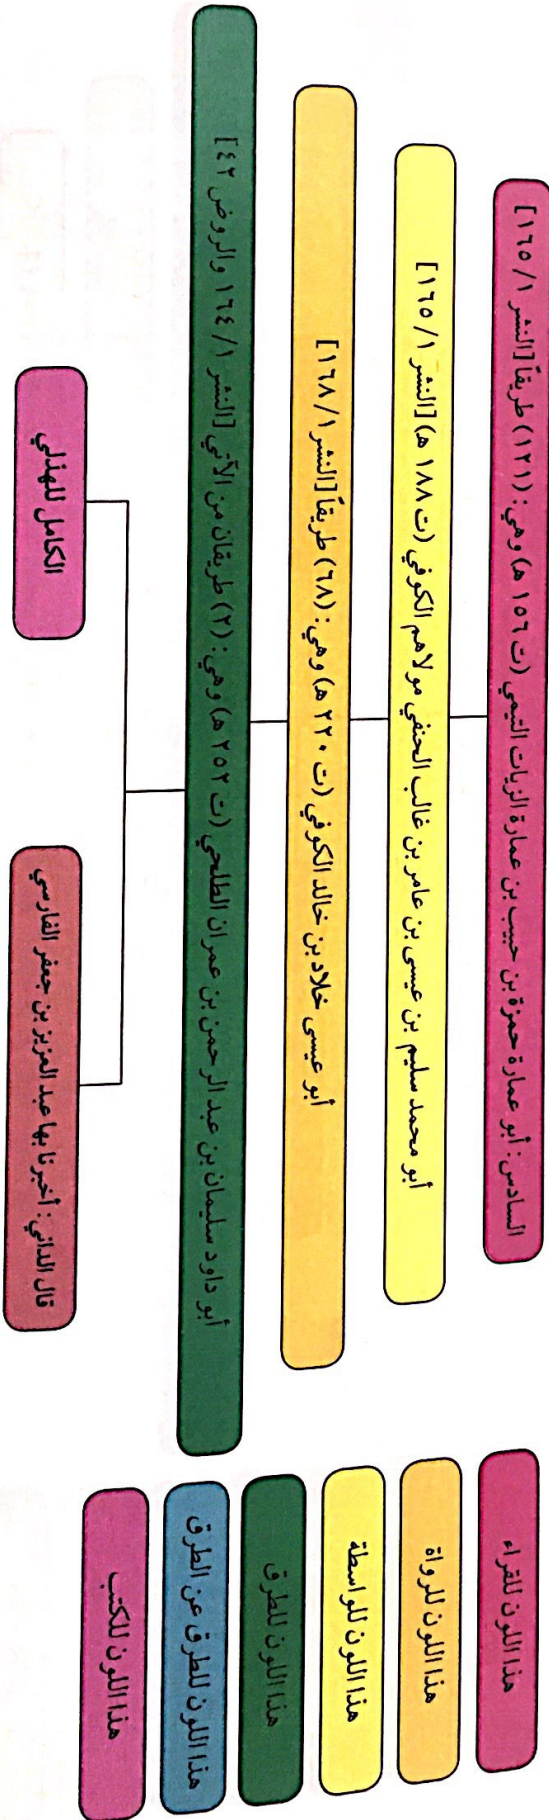 السادس: أبو عمارة حمزة بن حبيب بن عمارة الزيات التيمي (ت ١٥٦ هـ) وهي: (١٢١) طريقاً [النشر ١/ ١٦٥]
أبو محمد سليم بن عيسى بن عامر بن غالب الحنفي مولاهم الكوفي (ت ١٨٨ هـ) [النشر ١/ ١٦٥]
أبو عيسى خلاد بن خالد الكوفي (ت ٢٢٠ هـ) وهي: (٦٨) طريقاً [النشر ١/ ١٦٨]
أبو داود سليمان بن عبد الرحمن بن عمران الطلحي (ت ٢٥٢ هـ) وهي: (٢) طريقان من الآتي [النشر ١/ ١٦٤ والروض ٤٢]
قال الداني: أخبرنا بها عبد العزيز بن جعفر الفارسي
الكامل للهذلي
هذا اللون للقراء
هذا اللون للرواة
هذا اللون للواسطة
هذا اللون للطرق
هذا اللون للطرق عن الطرق
هذا اللون للكتب